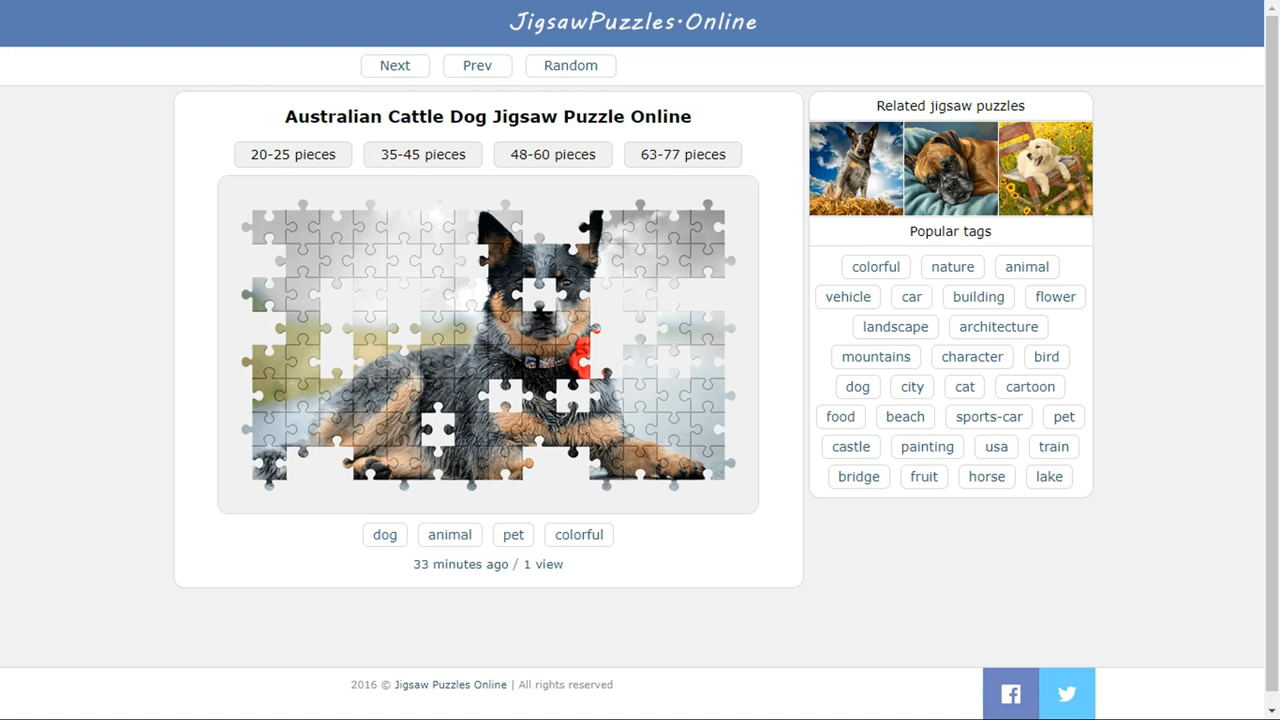 JigsawPuzzles·Online
Next Prev Random
Australian Cattle Dog Jigsaw Puzzle Online
20-25 pieces 35-45 pieces 48-60 pieces 63-77 pieces
dog animal pet colorful
33 minutes ago / 1 view
Related jigsaw puzzles
Popular tags
colorful nature animal
vehicle car building flower
landscape architecture
mountains character bird
dog city cat cartoon
food beach sports-car pet
castle painting usa train
bridge fruit horse lake
2016 © Jigsaw Puzzles Online | All rights reserved